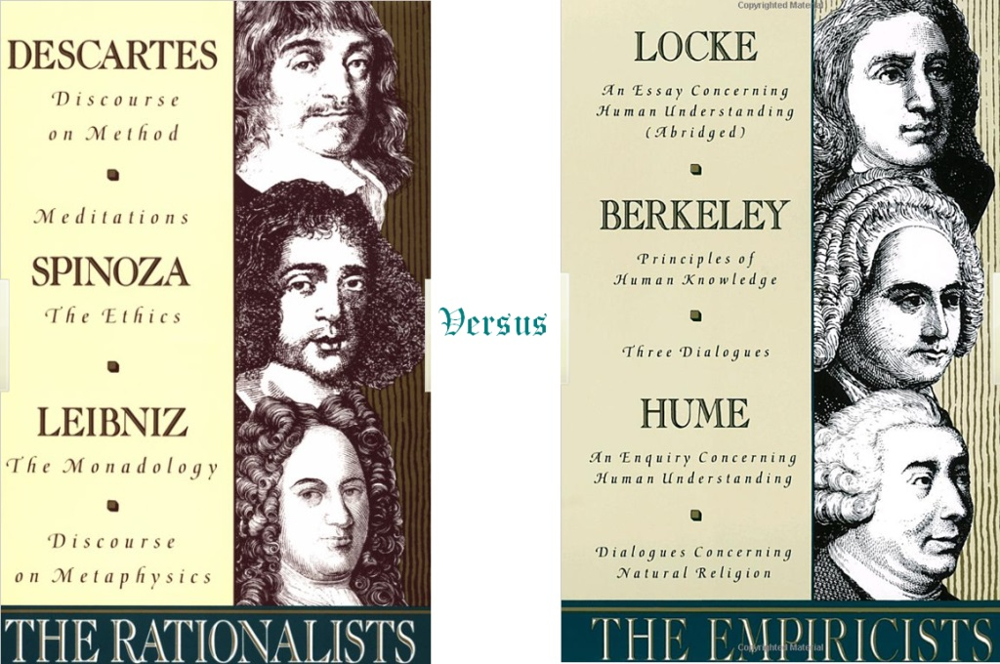 DESCARTES
Discourse
on Method
Meditations
SPINOZA
The Ethics
LEIBNIZ
The Monadology
Discourse
on Metaphysics
THE RATIONALISTS
Versus
Copyrighted Material
LOCKE
An Essay Concerning
Human Understanding
(Abridged)
BERKELEY
Principles of
Human Knowledge
Three Dialogues
HUME
An Enquiry Concerning
Human Understanding
Dialogues Concerning
Natural Religion
THE EMPIRICISTS
Copyrighted Material